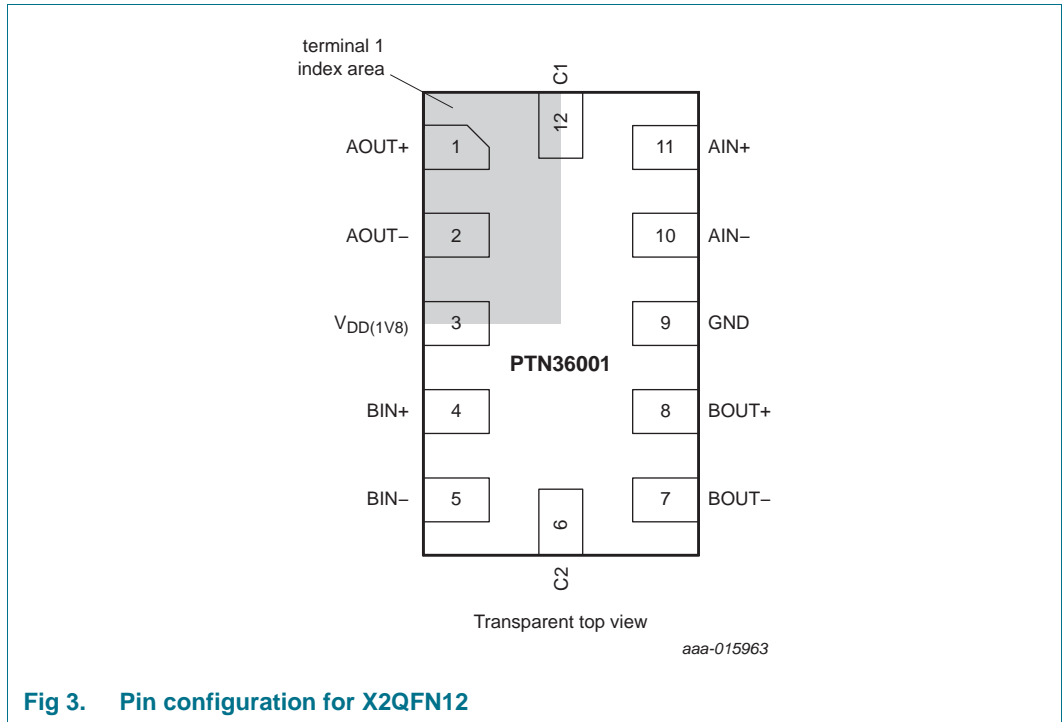 terminal 1
index area
C1
12
AOUT+ 1 11 AIN+
AOUT− 2 10 AIN−
VDD(1V8) 3 9 GND
PTN36001
BIN+ 4 8 BOUT+
BIN− 5 7 BOUT−
6
C2
Transparent top view
aaa-015963
Fig 3. Pin configuration for X2QFN12